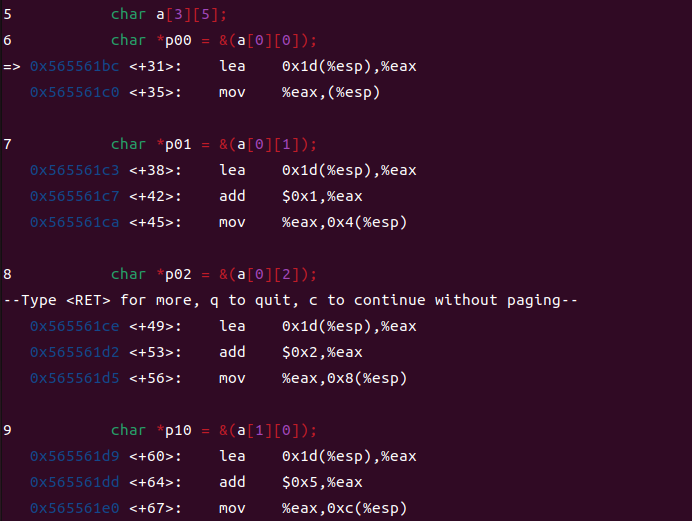 5 char a[3][5];
6 char *p00 = &(a[0][0]);
=> 0x565561bc <+31>: lea 0x1d(%esp),%eax
0x565561c0 <+35>: mov %eax,(%esp)
7 char *p01 = &(a[0][1]);
0x565561c3 <+38>: lea 0x1d(%esp),%eax
0x565561c7 <+42>: add $0x1,%eax
0x565561ca <+45>: mov %eax,0x4(%esp)
8 char *p02 = &(a[0][2]);
--Type <RET> for more, q to quit, c to continue without paging--
0x565561ce <+49>: lea 0x1d(%esp),%eax
0x565561d2 <+53>: add $0x2,%eax
0x565561d5 <+56>: mov %eax,0x8(%esp)
9 char *p10 = &(a[1][0]);
0x565561d9 <+60>: lea 0x1d(%esp),%eax
0x565561dd <+64>: add $0x5,%eax
0x565561e0 <+67>: mov %eax,0xc(%esp)